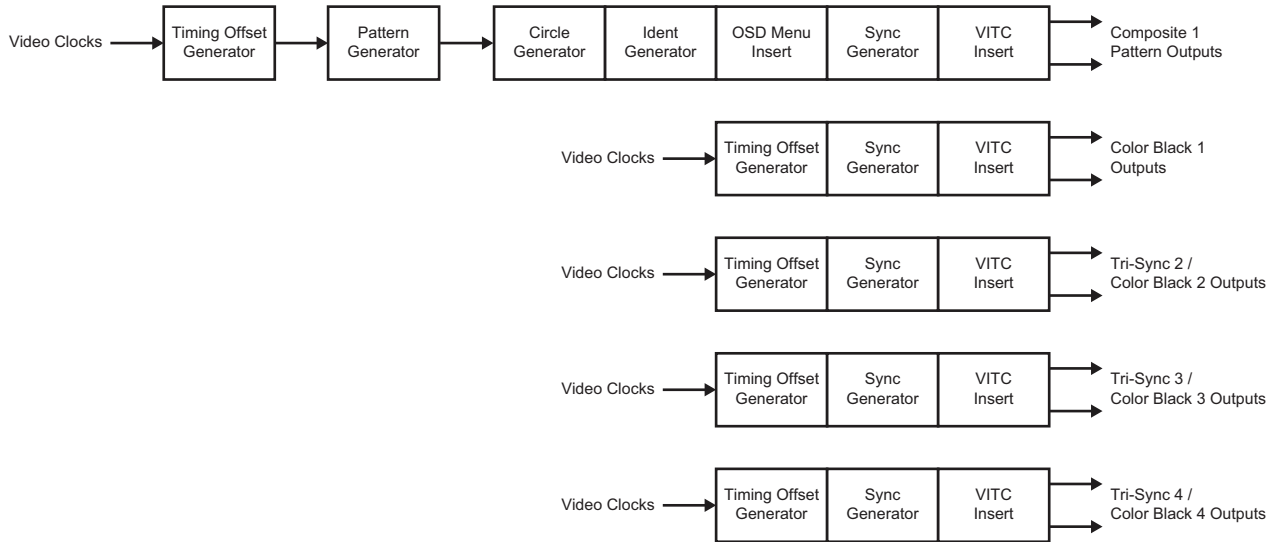 Video Clocks
Timing Offset
Generator
Pattern
Generator
Circle
Generator
Ident
Generator
OSD Menu
Insert
Sync
Generator
VITC
Insert
Composite 1
Pattern Outputs
Video Clocks
Timing Offset
Generator
Sync
Generator
VITC
Insert
Color Black 1
Outputs
Video Clocks
Timing Offset
Generator
Sync
Generator
VITC
Insert
Tri-Sync 2 /
Color Black 2 Outputs
Video Clocks
Timing Offset
Generator
Sync
Generator
VITC
Insert
Tri-Sync 3 /
Color Black 3 Outputs
Video Clocks
Timing Offset
Generator
Sync
Generator
VITC
Insert
Tri-Sync 4 /
Color Black 4 Outputs